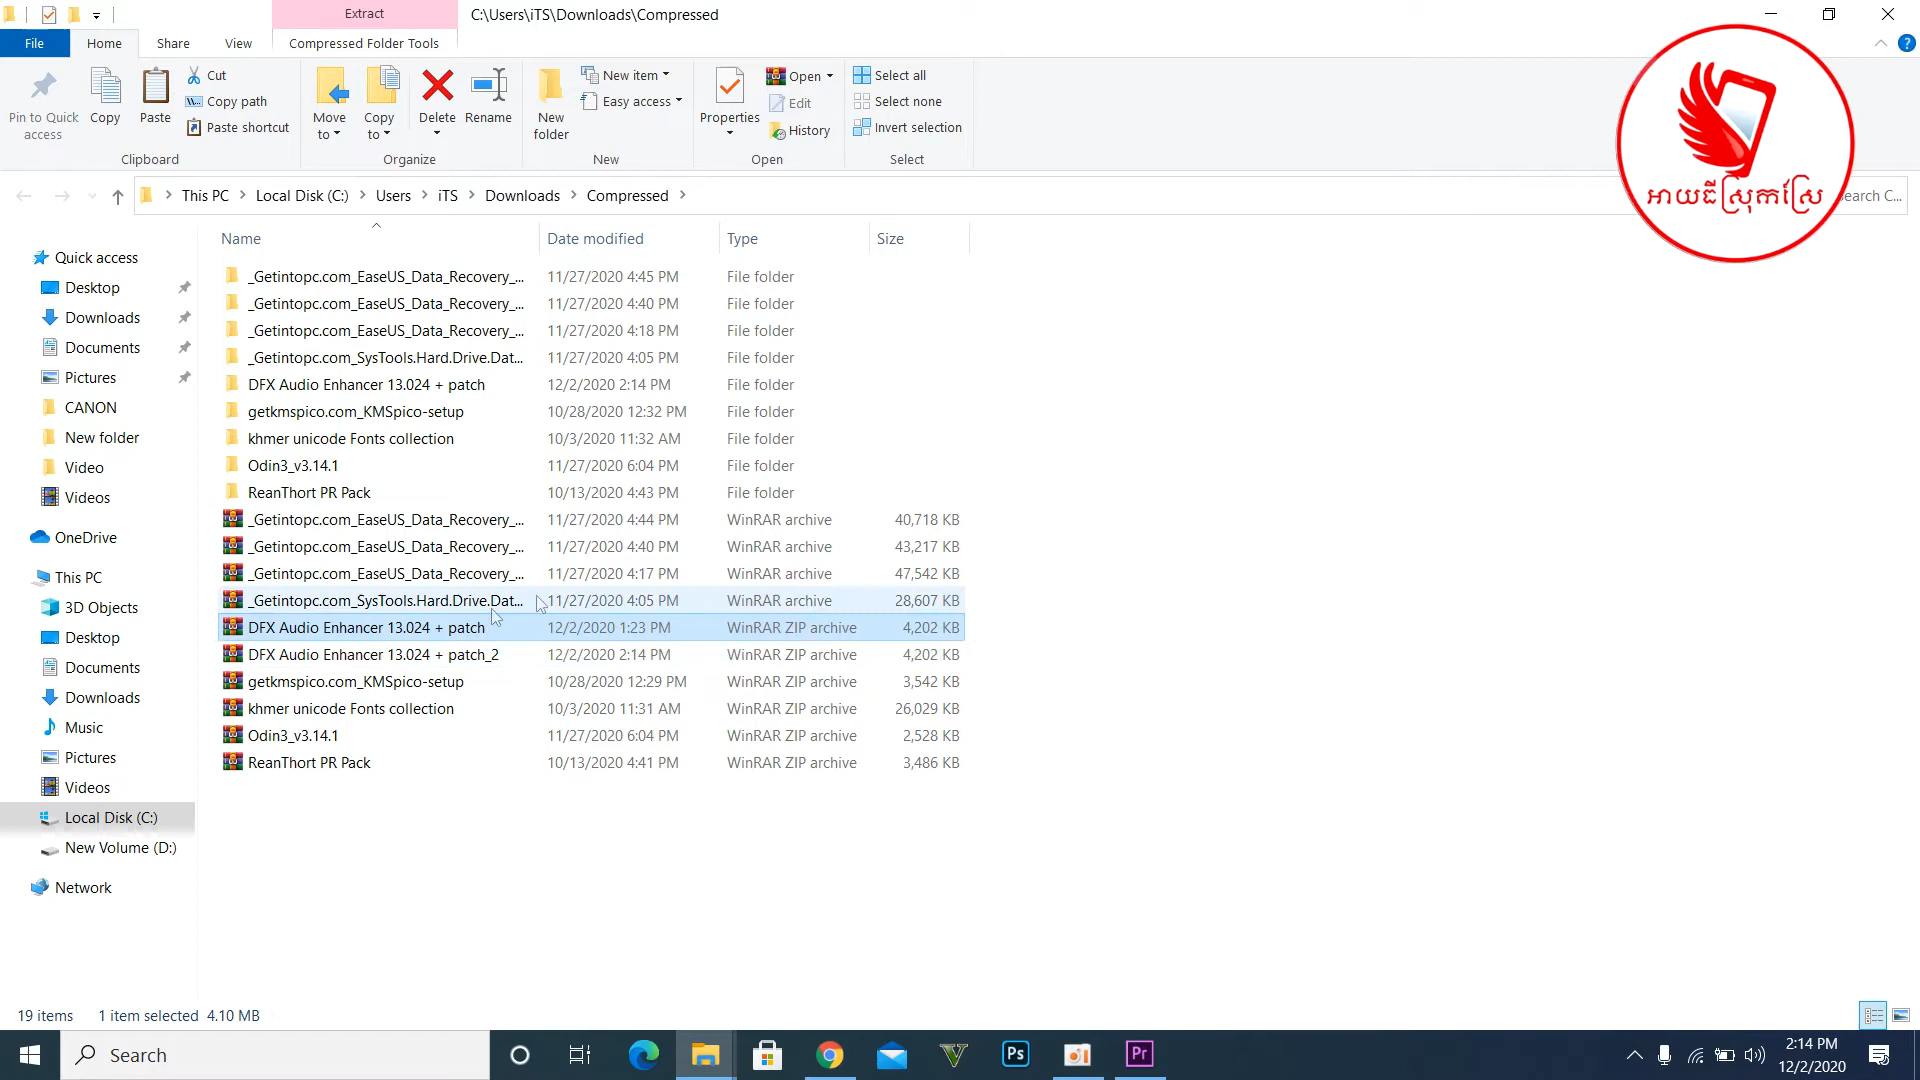 Extract
C:\Users\iTS\Downloads\Compressed
File
Home
Share
View
Compressed Folder Tools
Pin to Quick access
Copy
Paste
Cut
Copy path
Paste shortcut
Clipboard
Move to
Copy to
Delete
Rename
Organize
New folder
New item
Easy access
New
Properties
Open
Edit
History
Open
Select all
Select none
Invert selection
Select
អាយធីស្រុកស្រែ
This PC
Local Disk (C:)
Users
iTS
Downloads
Compressed
earch C...
Name
Date modified
Type
Size
Quick access
Desktop
Downloads
Documents
Pictures
CANON
New folder
Video
Videos
OneDrive
This PC
3D Objects
Desktop
Documents
Downloads
Music
Pictures
Videos
Local Disk (C:)
New Volume (D:)
Network
_Getintopc.com_EaseUS_Data_Recovery_... 11/27/2020 4:45 PM File folder
_Getintopc.com_EaseUS_Data_Recovery_... 11/27/2020 4:40 PM File folder
_Getintopc.com_EaseUS_Data_Recovery_... 11/27/2020 4:18 PM File folder
_Getintopc.com_SysTools.Hard.Drive.Dat... 11/27/2020 4:05 PM File folder
DFX Audio Enhancer 13.024 + patch 12/2/2020 2:14 PM File folder
getkmspico.com_KMSpico-setup 10/28/2020 12:32 PM File folder
khmer unicode Fonts collection 10/3/2020 11:32 AM File folder
Odin3_v3.14.1 11/27/2020 6:04 PM File folder
ReanThort PR Pack 10/13/2020 4:43 PM File folder
_Getintopc.com_EaseUS_Data_Recovery_... 11/27/2020 4:44 PM WinRAR archive 40,718 KB
_Getintopc.com_EaseUS_Data_Recovery_... 11/27/2020 4:40 PM WinRAR archive 43,217 KB
_Getintopc.com_EaseUS_Data_Recovery_... 11/27/2020 4:17 PM WinRAR archive 47,542 KB
_Getintopc.com_SysTools.Hard.Drive.Dat... 11/27/2020 4:05 PM WinRAR archive 28,607 KB
DFX Audio Enhancer 13.024 + patch 12/2/2020 1:23 PM WinRAR ZIP archive 4,202 KB
DFX Audio Enhancer 13.024 + patch_2 12/2/2020 2:14 PM WinRAR ZIP archive 4,202 KB
getkmspico.com_KMSpico-setup 10/28/2020 12:29 PM WinRAR ZIP archive 3,542 KB
khmer unicode Fonts collection 10/3/2020 11:31 AM WinRAR ZIP archive 26,029 KB
Odin3_v3.14.1 11/27/2020 6:04 PM WinRAR ZIP archive 2,528 KB
ReanThort PR Pack 10/13/2020 4:41 PM WinRAR ZIP archive 3,486 KB
19 items 1 item selected 4.10 MB
Search
Ps
Pr
2:14 PM
12/2/2020